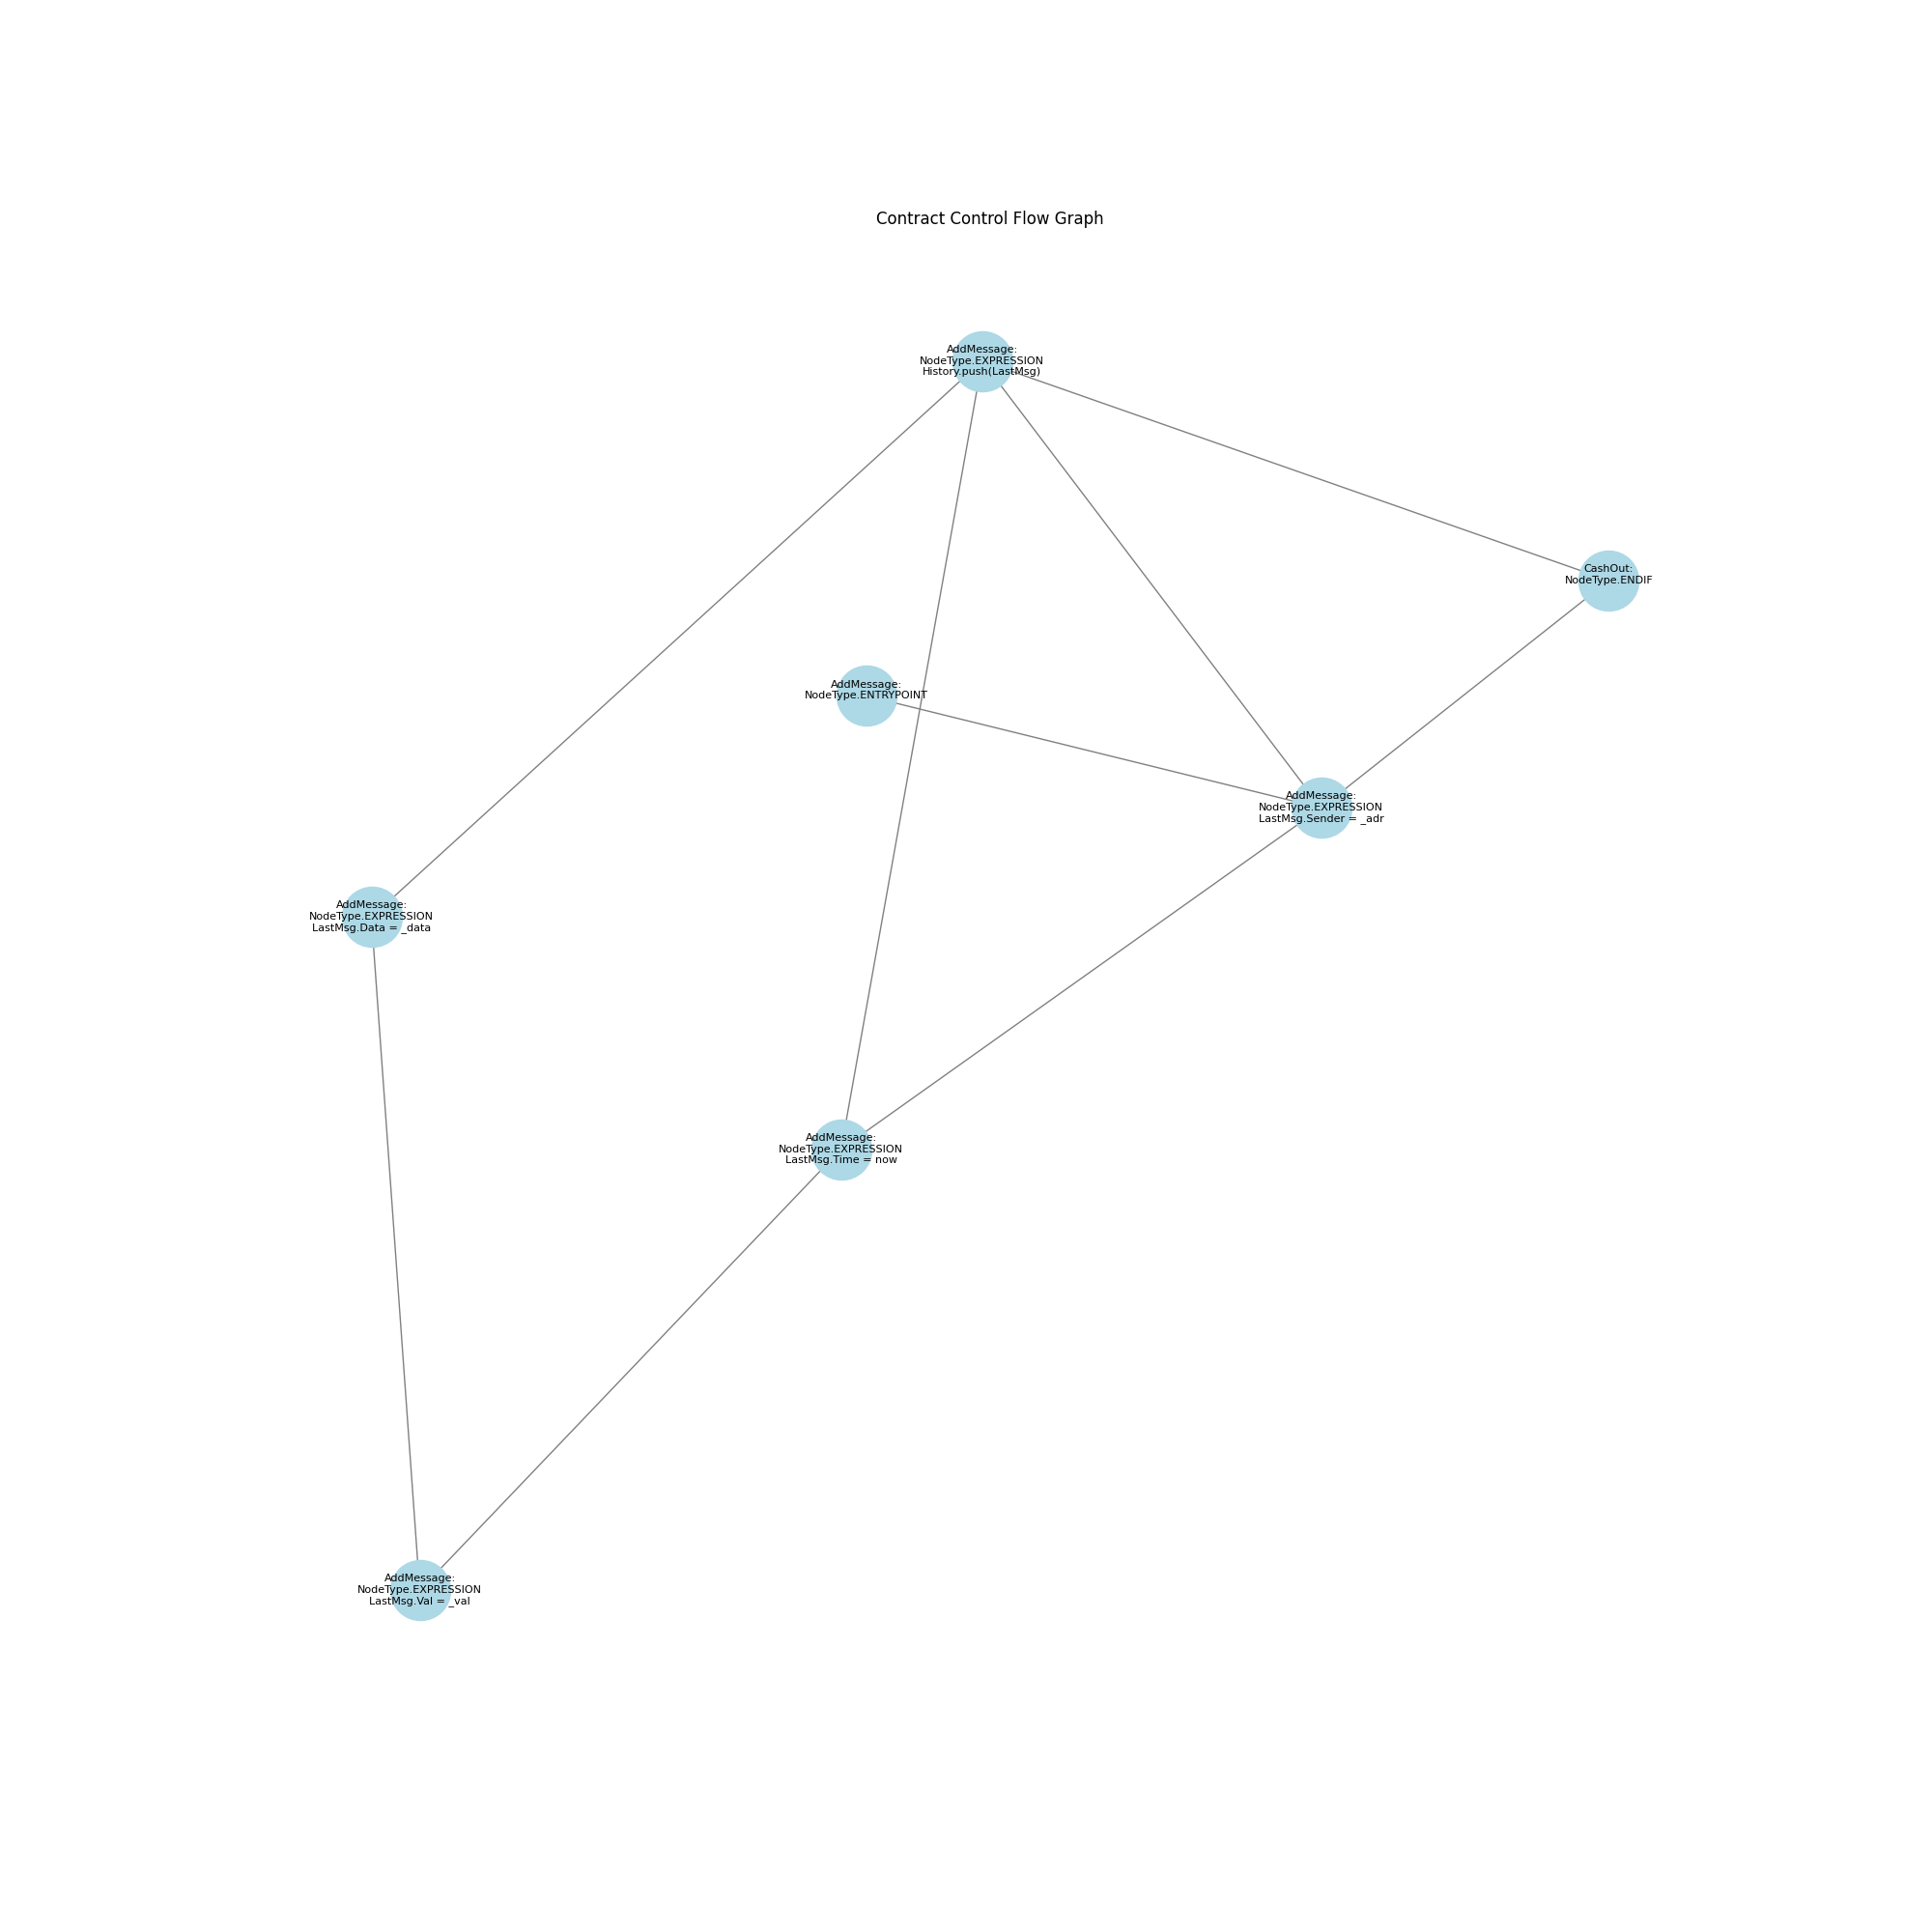 Contract Control Flow Graph
AddMessage:
NodeType.EXPRESSION
History.push(LastMsg)
CashOut:
NodeType.ENDIF
AddMessage:
NodeType.ENTRYPOINT
AddMessage:
NodeType.EXPRESSION
LastMsg.Sender = _adr
AddMessage:
NodeType.EXPRESSION
LastMsg.Data = _data
AddMessage:
NodeType.EXPRESSION
LastMsg.Time = now
AddMessage:
NodeType.EXPRESSION
LastMsg.Val = _val